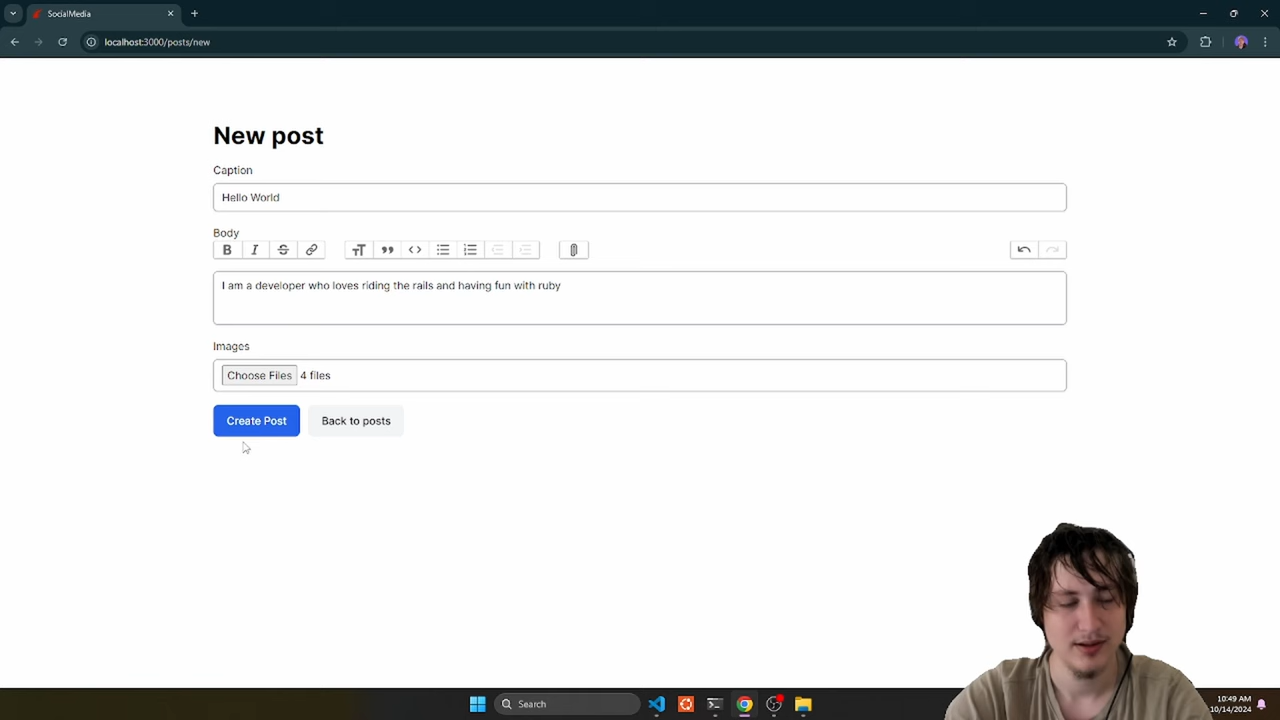 SocialMedia
localhost:3000/posts/new
New post
Caption
Hello World
Body
I am a developer who loves riding the rails and having fun with ruby
Images
Choose Files 4 files
Create Post Back to posts
Search
10:49 AM
10/14/2024